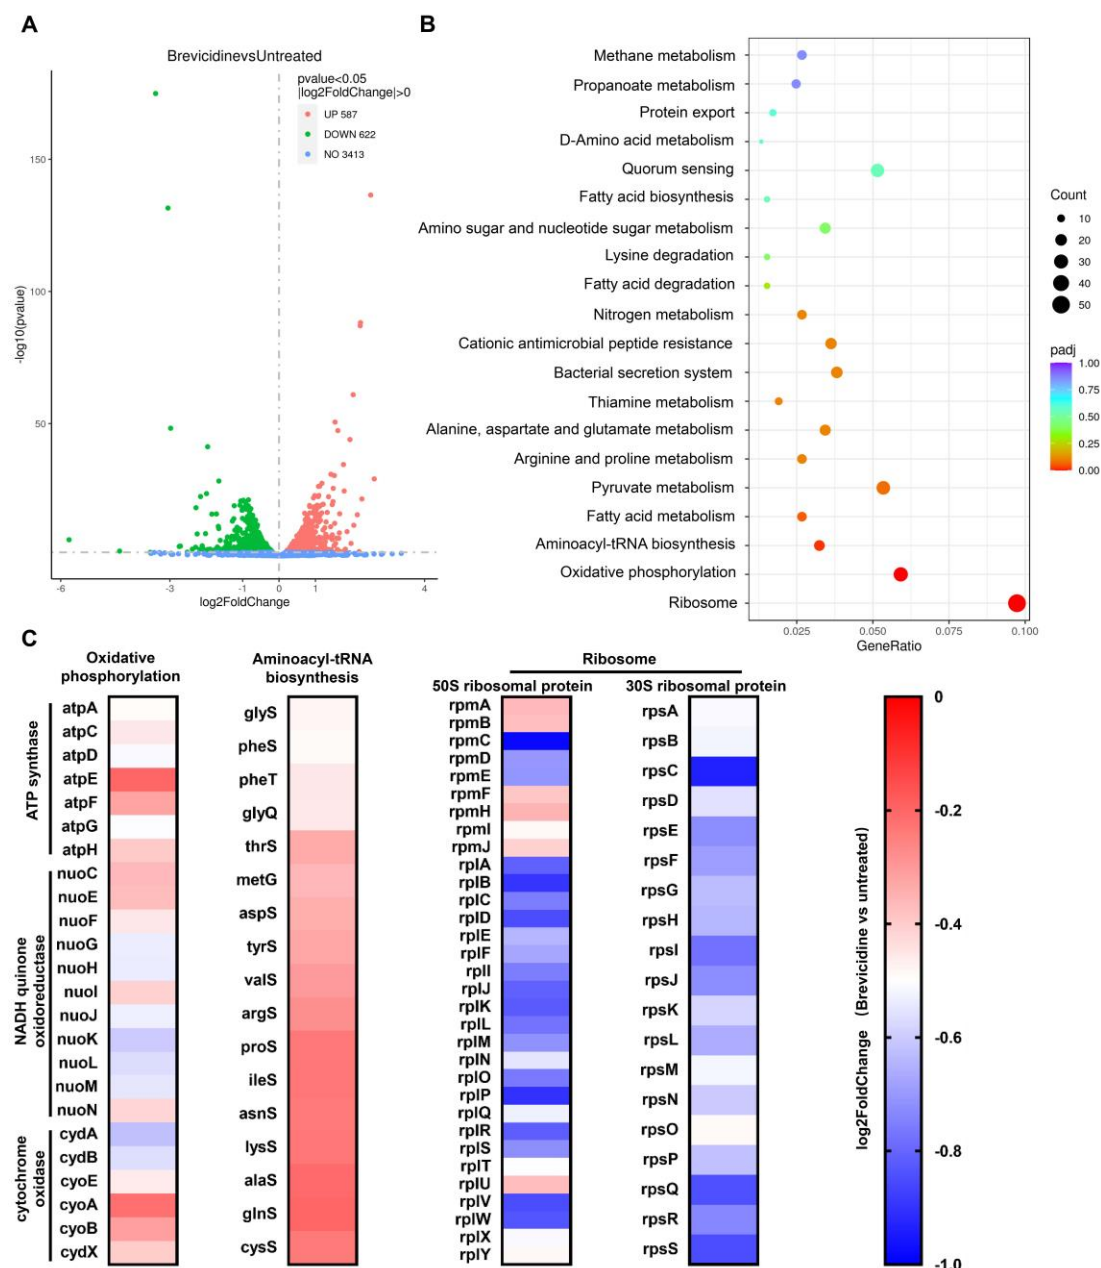 A
BrevicidinevsUntreated
pvalue<0.05
|log2FoldChange|>0
UP 587
DOWN 622
NO 3413
-log10(pvalue)
150
100
50
-6
-3
-1
0
1
4
log2FoldChange
B
Methane metabolism
Propanoate metabolism
Protein export
D-Amino acid metabolism
Quorum sensing
Fatty acid biosynthesis
Amino sugar and nucleotide sugar metabolism
Lysine degradation
Fatty acid degradation
Nitrogen metabolism
Cationic antimicrobial peptide resistance
Bacterial secretion system
Thiamine metabolism
Alanine, aspartate and glutamate metabolism
Arginine and proline metabolism
Pyruvate metabolism
Fatty acid metabolism
Aminoacyl-tRNA biosynthesis
Oxidative phosphorylation
Ribosome
0.025
0.050
0.075
0.100
GeneRatio
Count
10
20
30
40
50
padj
1.00
0.75
0.50
0.25
0.00
C
Oxidative
phosphorylation
ATP synthase
atpA
atpC
atpD
atpE
atpF
atpG
atpH
NADH quinone
oxidoreductase
nuoC
nuoE
nuoF
nuoG
nuoH
nuoI
nuoJ
nuoK
nuoL
nuoM
nuoN
cytochrome
oxidase
cydA
cydB
cyoE
cyoA
cyoB
cydX
Aminoacyl-tRNA
biosynthesis
glyS
pheS
pheT
glyQ
thrS
metG
aspS
tyrS
valS
argS
proS
ileS
asnS
lysS
alaS
glnS
cysS
Ribosome
50S ribosomal protein
rpmA
rpmB
rpmC
rpmD
rpmE
rpmF
rpmH
rpmI
rpmJ
rplA
rplB
rplC
rplD
rplE
rplF
rplI
rplJ
rplK
rplL
rplM
rplN
rplO
rplP
rplQ
rplR
rplS
rplT
rplU
rplV
rplW
rplX
rplY
30S ribosomal protein
rpsA
rpsB
rpsC
rpsD
rpsE
rpsF
rpsG
rpsH
rpsI
rpsJ
rpsK
rpsL
rpsM
rpsN
rpsO
rpsP
rpsQ
rpsR
rpsS
log2FoldChange (Brevicidine vs untreated)
0
-0.2
-0.4
-0.6
-0.8
-1.0